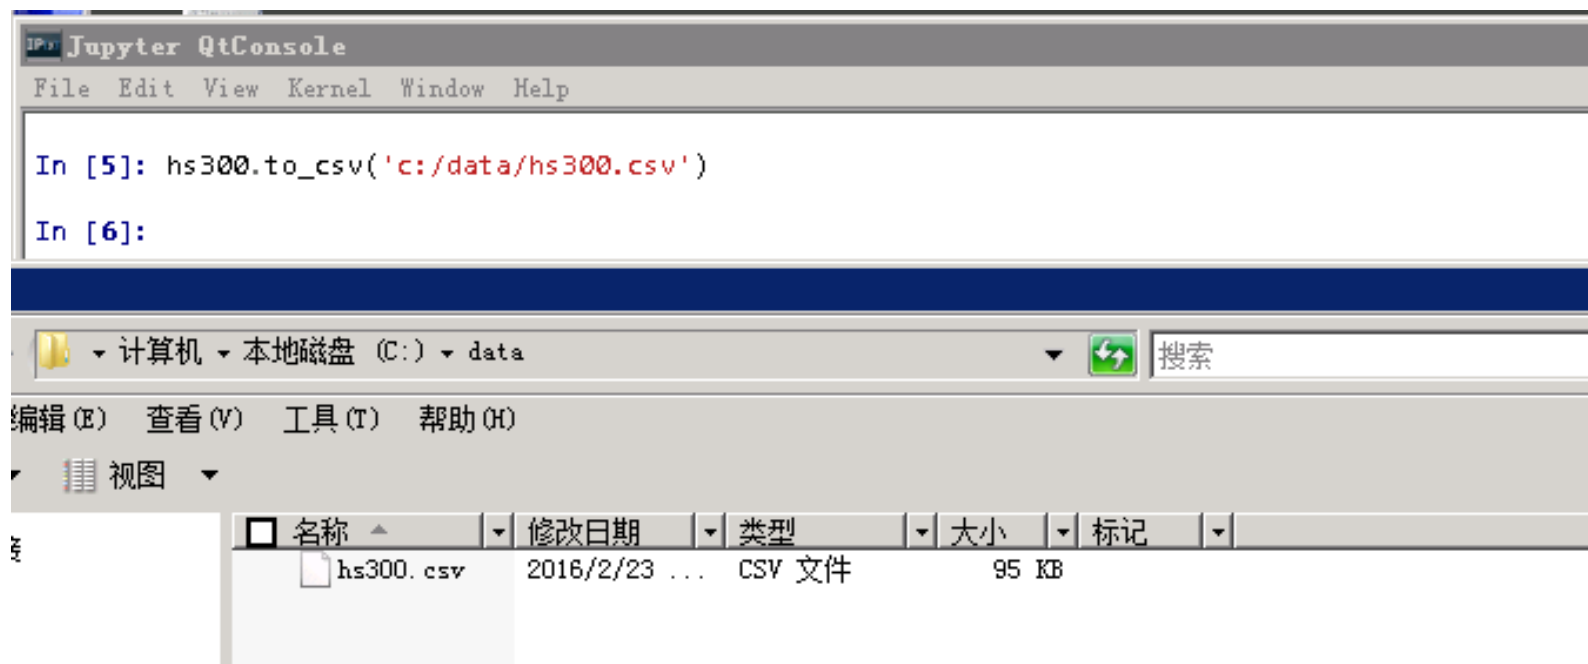 Jupyter QtConsole
File Edit View Kernel Window Help
In [5]: hs300.to_csv('c:/data/hs300.csv')
In [6]:
计算机 本地磁盘 (C:) data 搜索
编辑(E) 查看(V) 工具(T) 帮助(H)
视图
名称 修改日期 类型 大小 标记
hs300.csv 2016/2/23 ... CSV 文件 95 KB